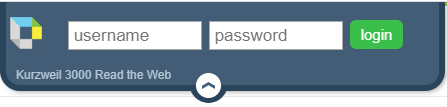 username password login
Kurzweil 3000 Read the Web